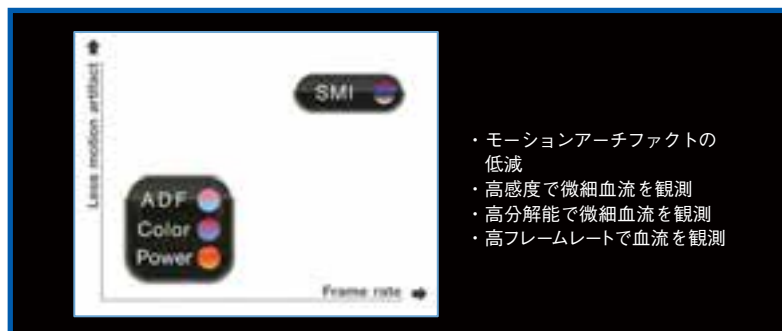 Less motion artifact
SMI
ADF
Color
Power
Frame rate
・モーションアーチファクトの
低減
・高感度で微細血流を観測
・高分解能で微細血流を観測
・高フレームレートで血流を観測